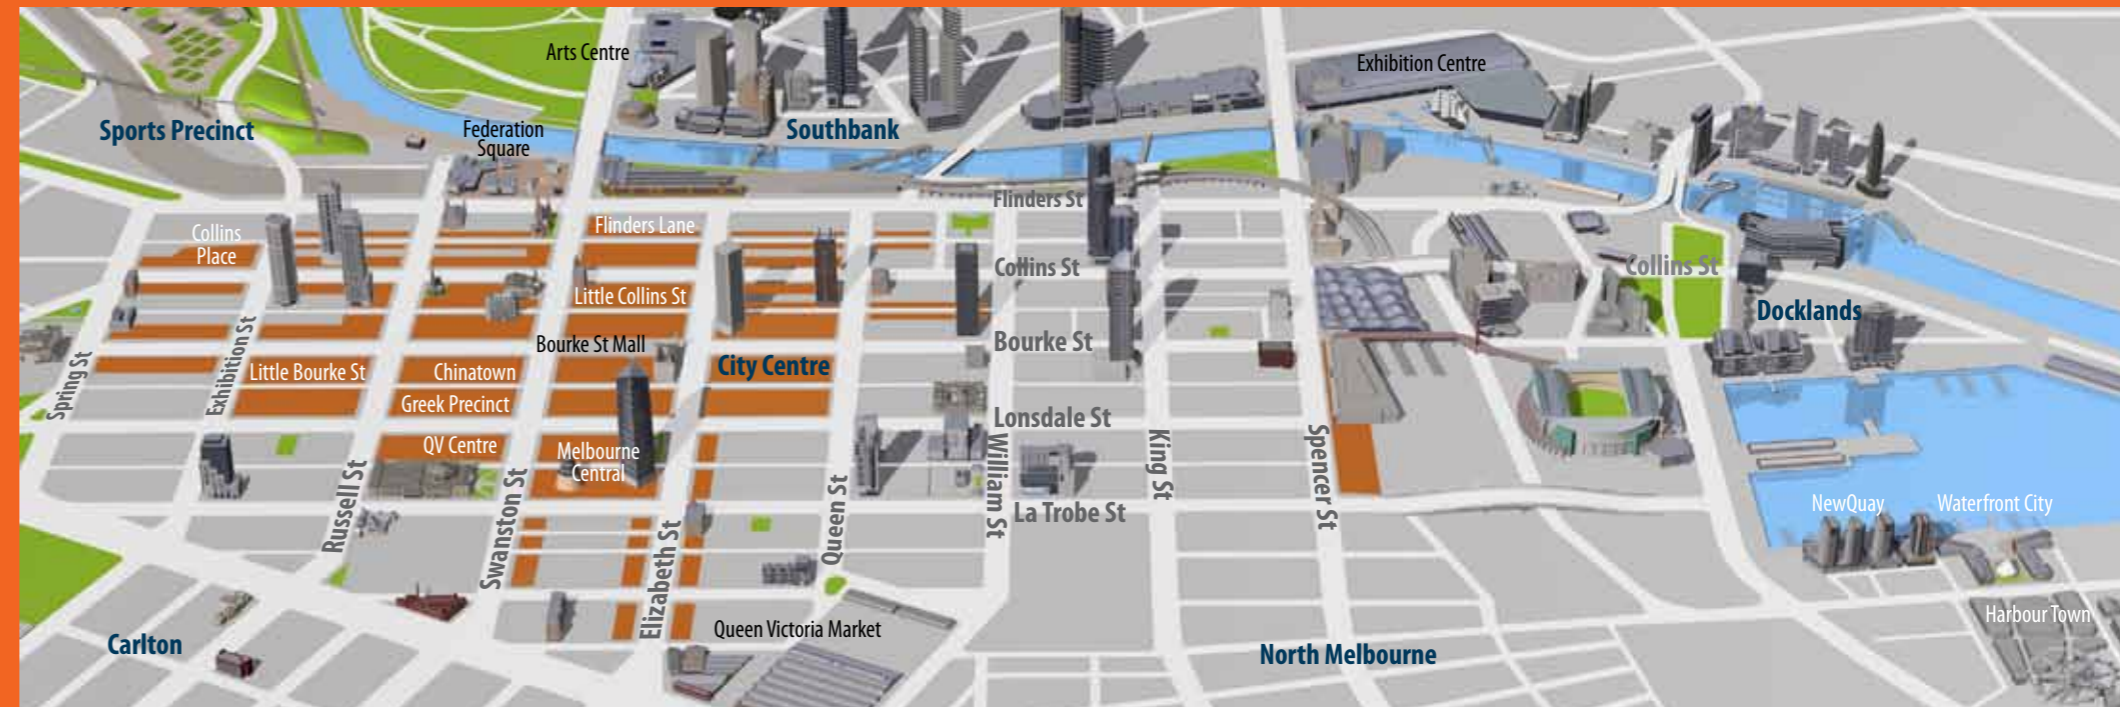 Arts Centre
Exhibition Centre
Sports Precinct
Federation
Square
Southbank
Flinders St
Flinders Lane
Collins
Place
Collins St
Collins St
Little Collins St
Docklands
Bourke St Mall
Bourke St
City Centre
Spring St
Exhibition St
Little Bourke St
Chinatown
Greek Precinct
Lonsdale St
QV Centre
Melbourne
Central
Russell St
Swanston St
Elizabeth St
Queen St
William St
King St
Spencer St
La Trobe St
NewQuay
Waterfront City
Harbour Town
Queen Victoria Market
Carlton
North Melbourne